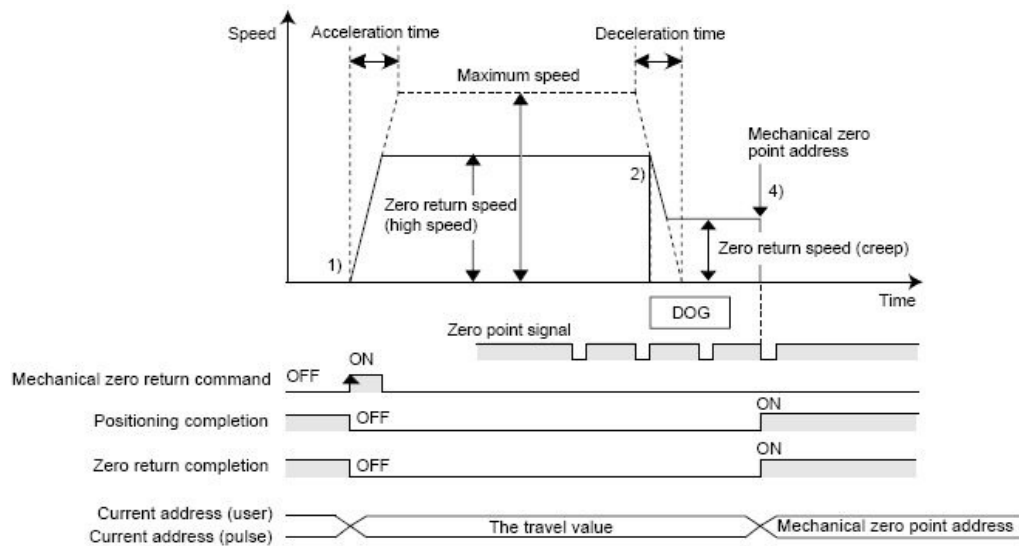 Speed
Acceleration time
Deceleration time
Maximum speed
Mechanical zero
point address
2)
4)
Zero return speed
(high speed)
Zero return speed (creep)
1)
Time
DOG
Zero point signal
ON
Mechanical zero return command
OFF
ON
Positioning completion
OFF
ON
Zero return completion
OFF
Current address (user)
The travel value
Mechanical zero point address
Current address (pulse)